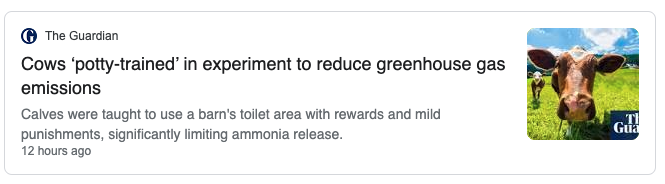 The Guardian
Cows ‘potty-trained’ in experiment to reduce greenhouse gas
emissions
Calves were taught to use a barn's toilet area with rewards and mild
punishments, significantly limiting ammonia release.
12 hours ago